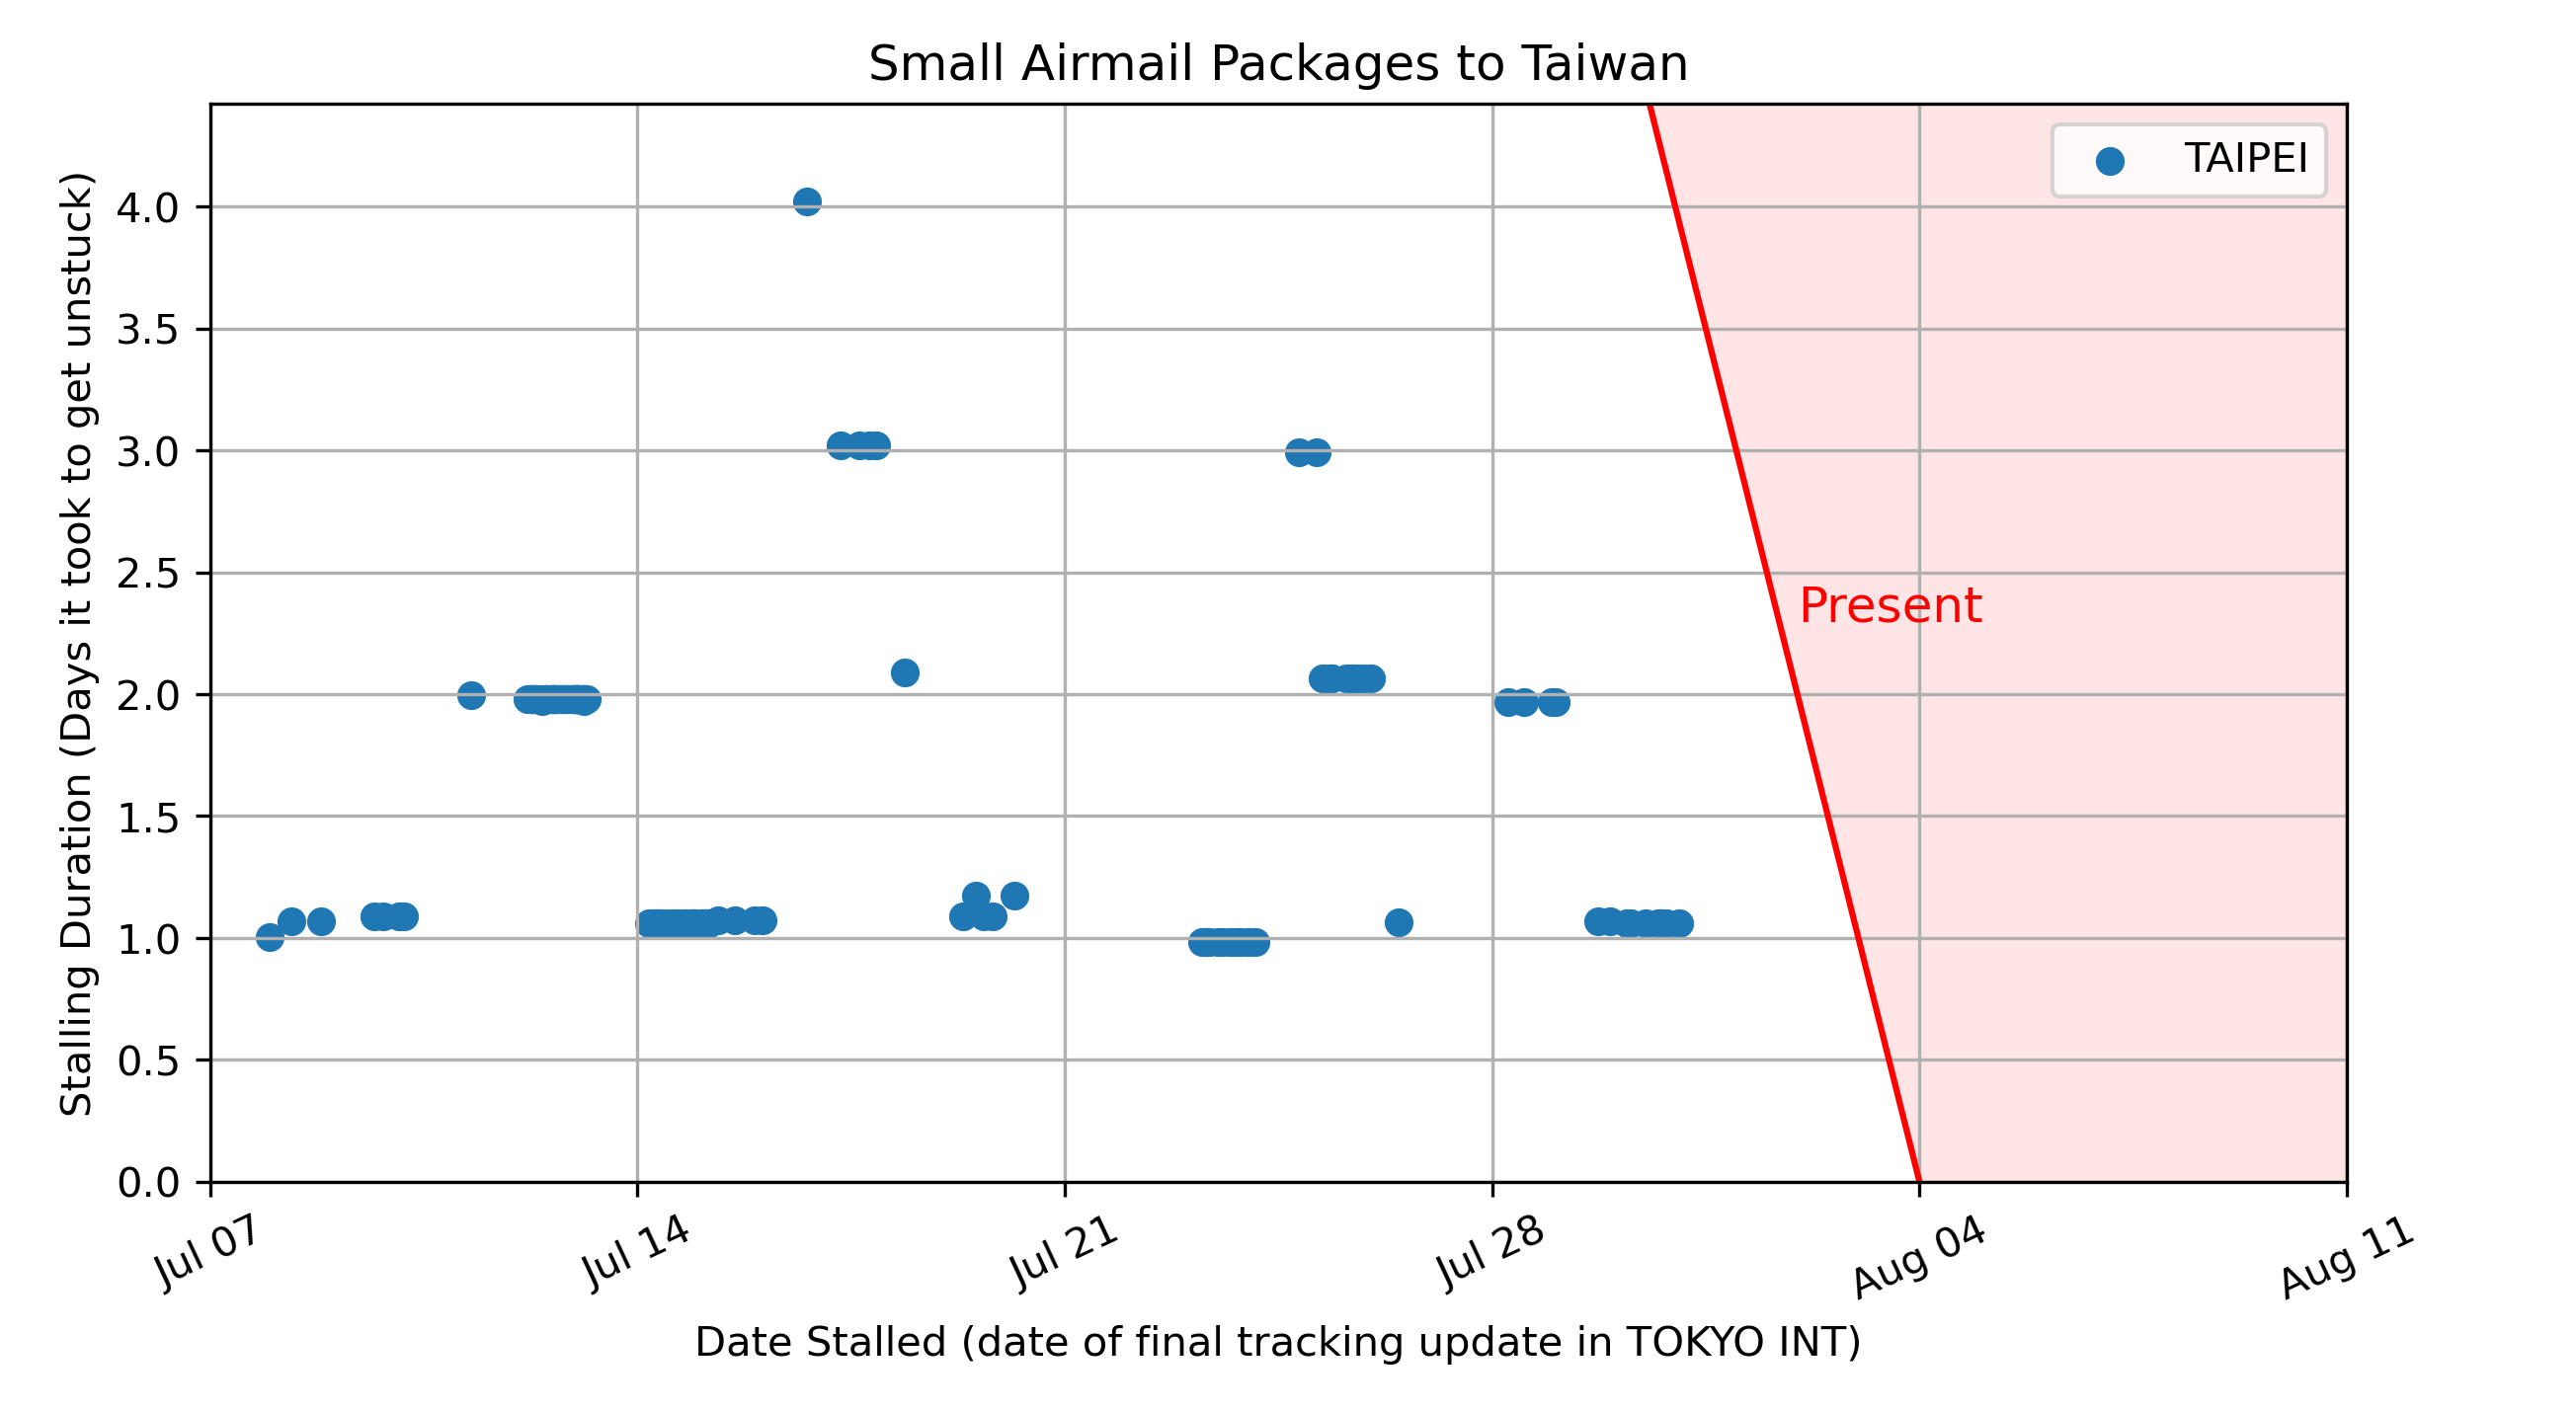 Small Airmail Packages to Taiwan
TAIPEI
Stalling Duration (Days it took to get unstuck)
4.0
3.5
3.0
2.5
2.0
1.5
1.0
0.5
0.0
Present
Jul 07
Jul 14
Jul 21
Jul 28
Aug 04
Aug 11
Date Stalled (date of final tracking update in TOKYO INT)